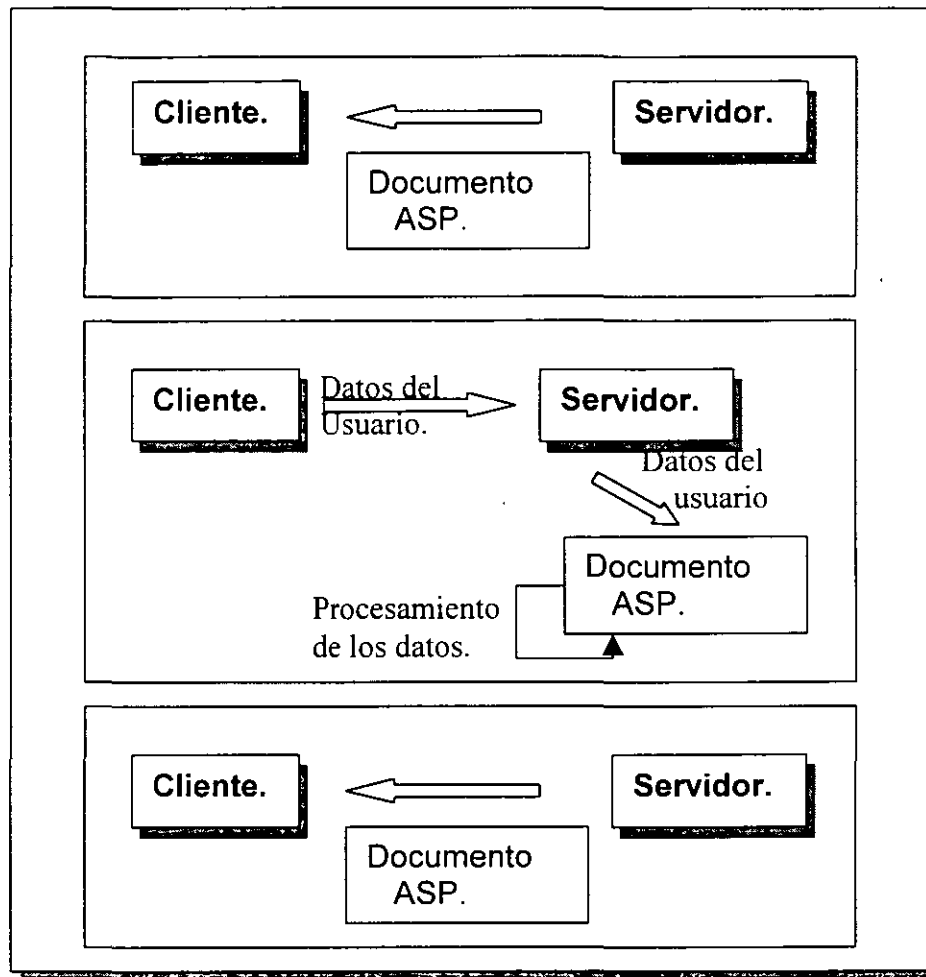 Cliente.
Servidor.
Documento
ASP.
Cliente.
Datos del
Usuario.
Servidor.
Datos del
usuario
Documento
ASP.
Procesamiento
de los datos.
Cliente.
Servidor.
Documento
ASP.